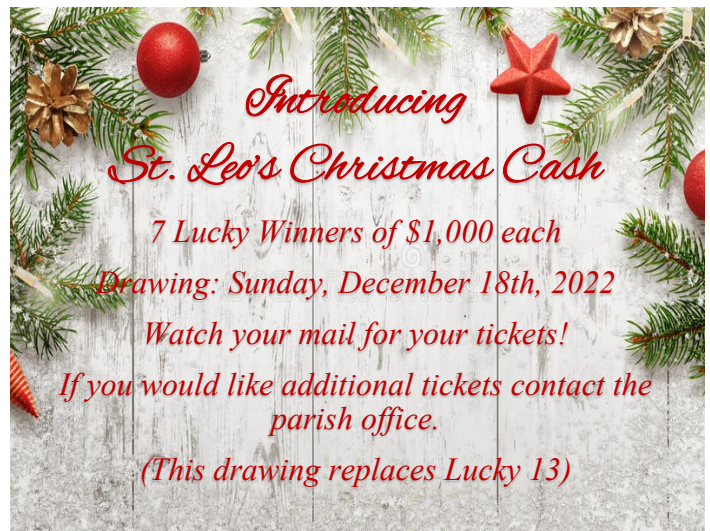 Introducing
St. Leo's Christmas Cash
7 Lucky Winners of $1,000 each
Drawing: Sunday, December 18th, 2022
Watch your mail for your tickets!
If you would like additional tickets contact the
parish office.
(This drawing replaces Lucky 13)